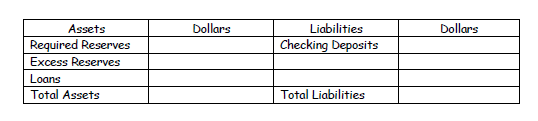 Assets Dollars Liabilities Dollars
Required Reserves Checking Deposits
Excess Reserves
Loans
Total Assets Total Liabilities